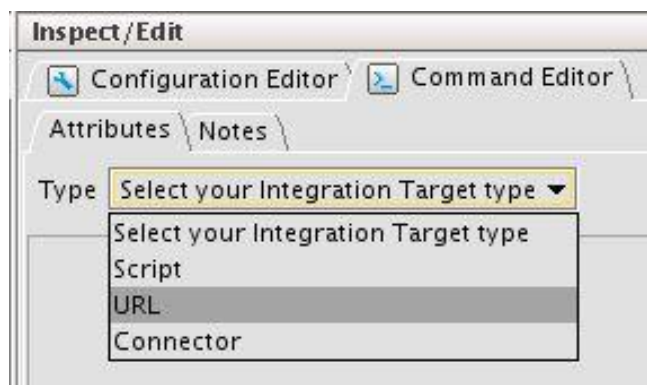 Inspect/Edit
Configuration Editor Command Editor
Attributes Notes
Type Select your Integration Target type
Select your Integration Target type
Script
URL
Connector